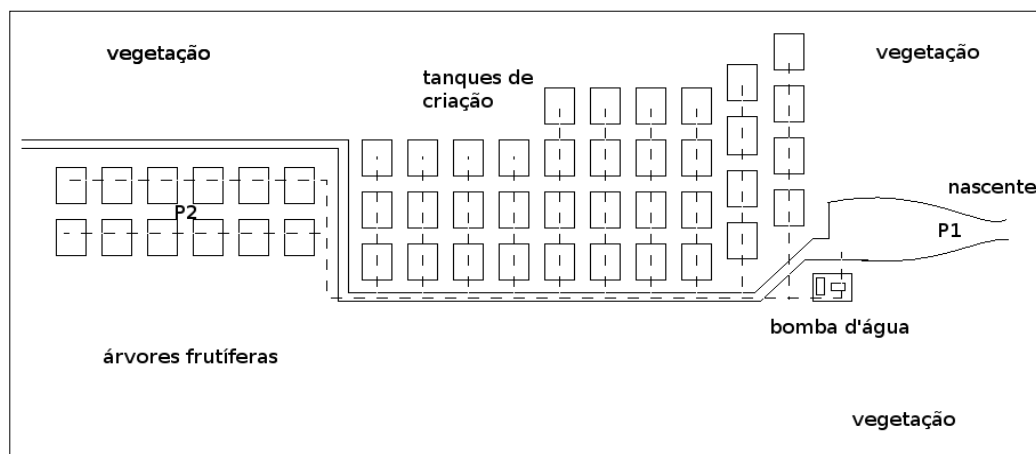 vegetação
vegetação
tanques de
criação
nascente
P2
P1
bomba d'água
árvores frutíferas
vegetação